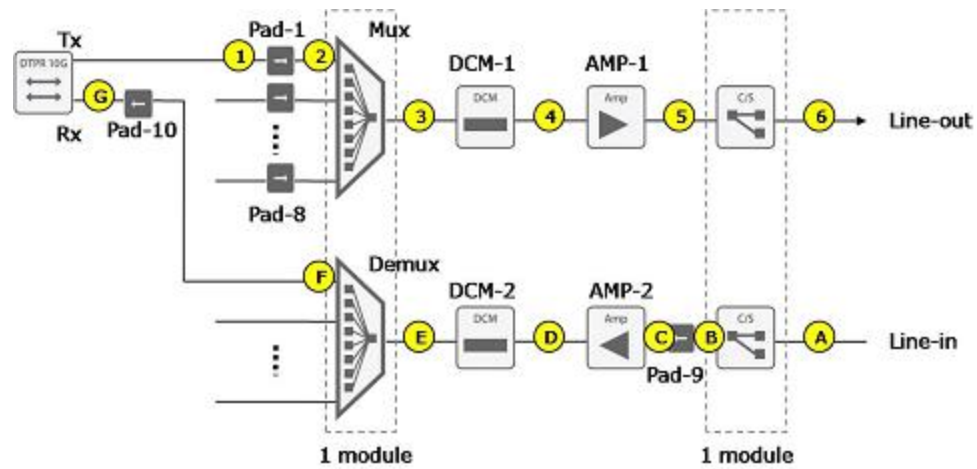 Tx
Pad-1
Mux
DTPR 10G
1
2
DCM-1
AMP-1
DCM
Amp
C/S
G
Pad-10
Rx
3
4
5
6
Line-out
Pad-8
F
Demux
DCM-2
AMP-2
DCM
Amp
C/S
E
D
C
B
A
Line-in
Pad-9
1 module
1 module